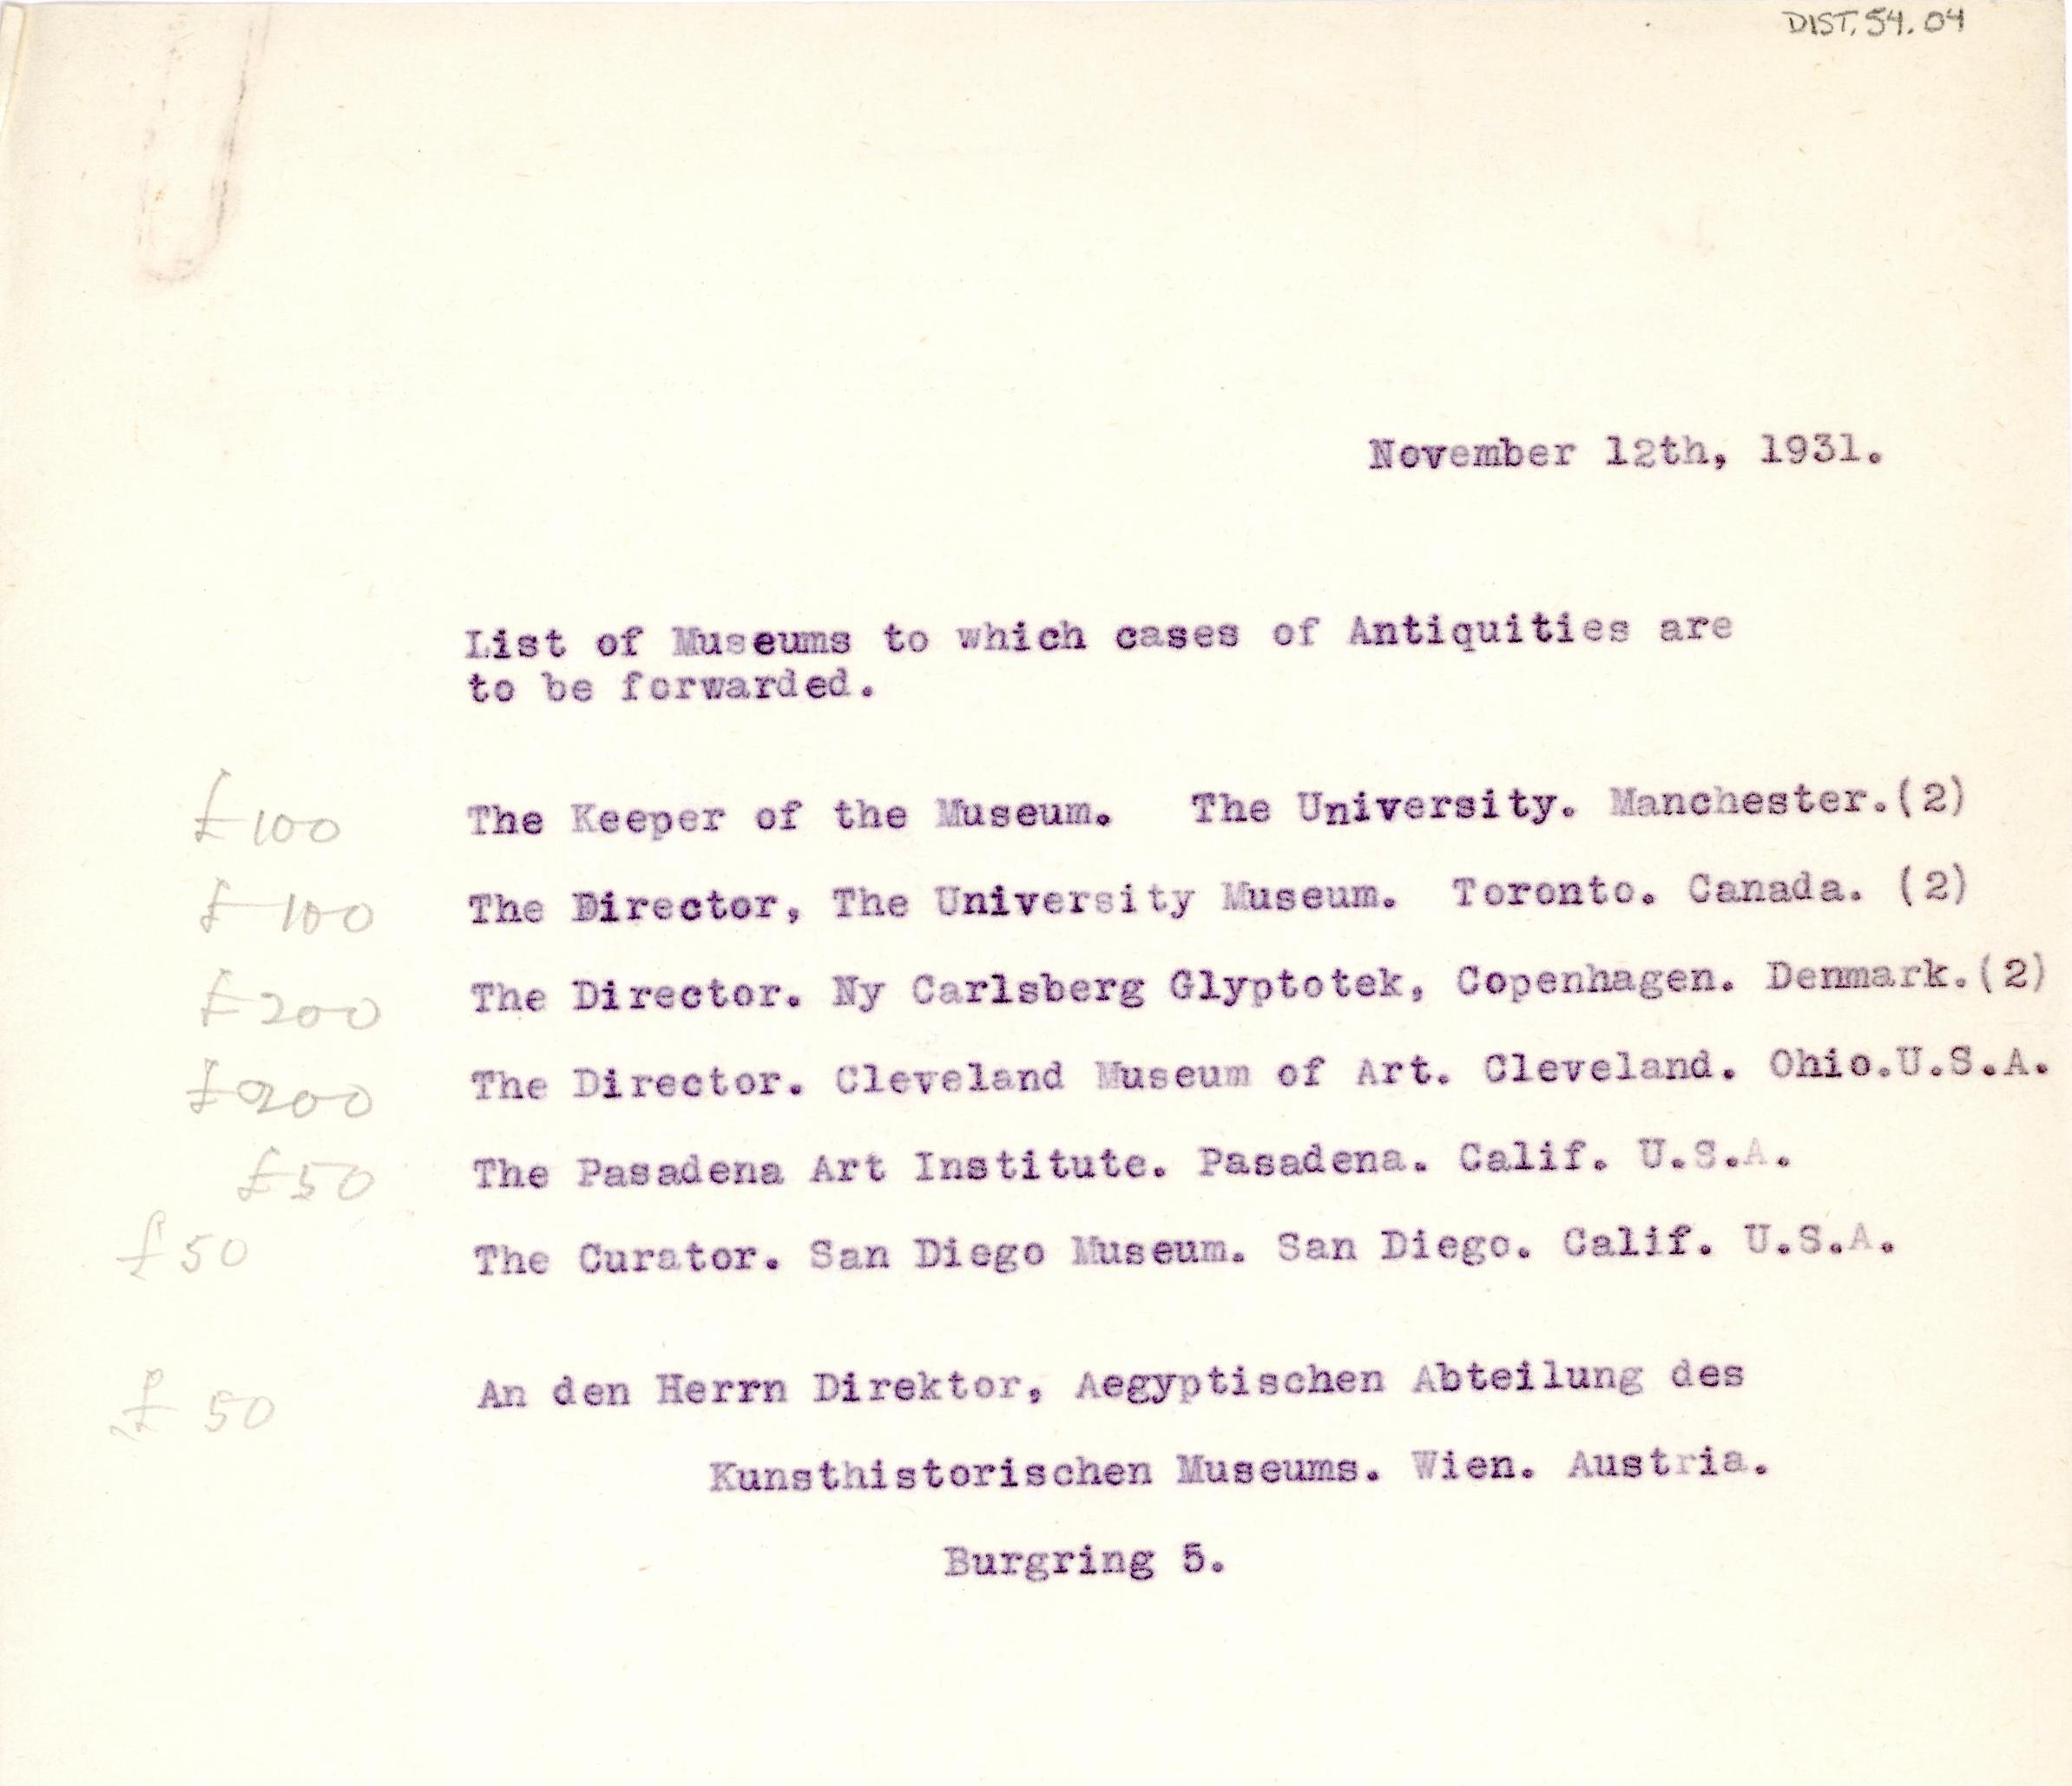 DIST.54.04
November 12th, 1931.
List of Museums to which cases of Antiquities are
to be forwarded.
£100 The Keeper of the Museum. The University. Manchester.(2)
£100 The Director, The University Museum. Toronto. Canada. (2)
£200 The Director. Ny Carlsberg Glyptotek, Copenhagen. Denmark.(2)
£200 The Director. Cleveland Museum of Art. Cleveland. Ohio.U.S.A.
£50 The Pasadena Art Institute. Pasadena. Calif. U.S.A.
£50 The Curator. San Diego Museum. San Diego. Calif. U.S.A.
£50 An den Herrn Direktor, Aegyptischen Abteilung des
Kunsthistorischen Museums. Wien. Austria.
Burgring 5.